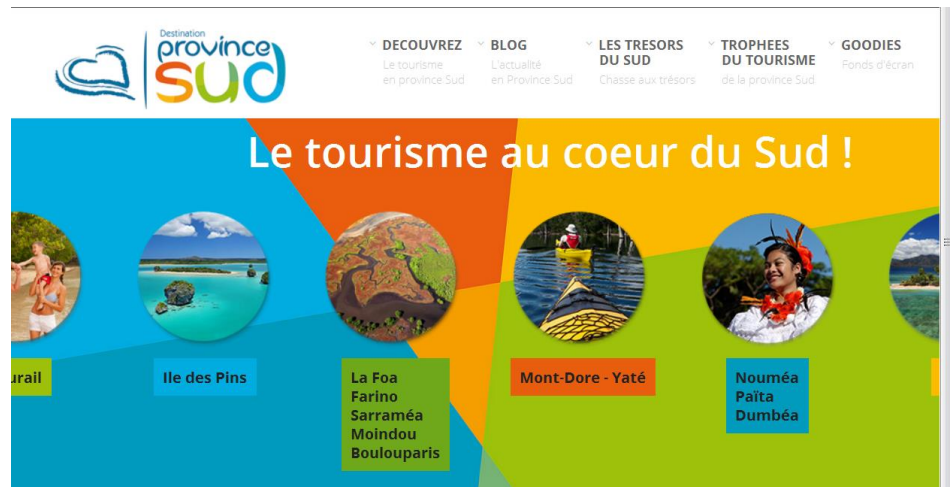 Destination
province
sud
DECOUVREZ
Le tourisme
en province Sud
BLOG
L'actualité
en Province Sud
LES TRESORS
DU SUD
Chasse aux trésors
TROPHEES
DU TOURISME
de la province Sud
GOODIES
Fonds d'écran
Le tourisme au coeur du Sud !
urail
Ile des Pins
La Foa
Farino
Sarraméa
Moindou
Boulouparis
Mont-Dore - Yaté
Nouméa
Païta
Dumbéa